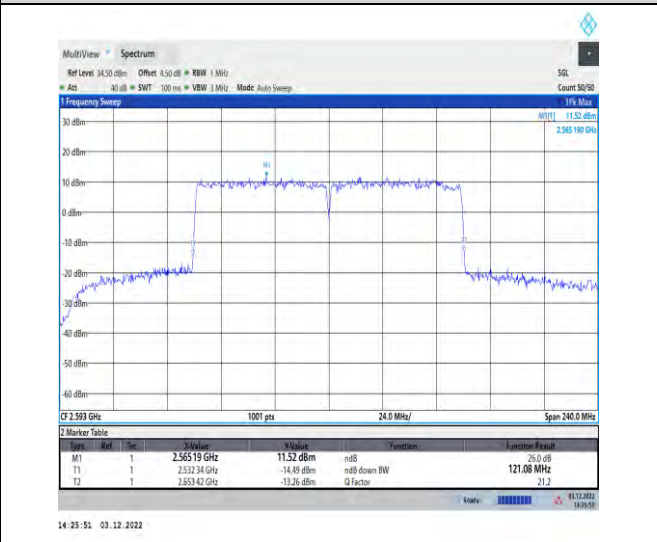 MultiView Spectrum
Ref Level 34.50 dBm Offset 4.50 dB RBW 1 MHz SGL
Att 40 dB SWT 100 ms VBW 3 MHz Mode Auto Sweep Count 50/50
1 Frequency Sweep 1Pk Max
M1[1] 11.52 dBm
2.565 190 GHz
30 dBm
20 dBm
M1
10 dBm
0 dBm
-10 dBm
-20 dBm
-30 dBm
-40 dBm
-50 dBm
-60 dBm
CF 2.593 GHz 1001 pts 24.0 MHz/ Span 240.0 MHz
2 Marker Table
Type Ref Trc X-Value Y-Value Function Function Result
M1 1 2.56519 GHz 11.52 dBm ndB 26.0 dB
T1 1 2.532 34 GHz -14.49 dBm ndB down BW 121.08 MHz
T2 1 2.653 42 GHz -13.26 dBm Q Factor 21.2
Ready 03.12.2022
14:25:51 03.12.2022